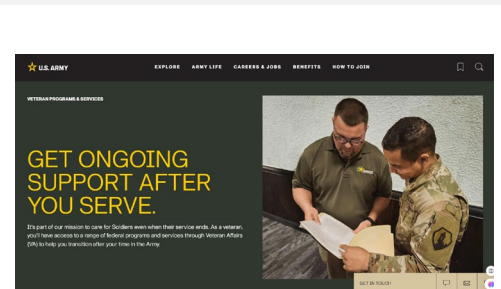 U.S. ARMY
EXPLORE ARMY LIFE CAREERS & JOBS BENEFITS HOW TO JOIN
VETERAN PROGRAMS & SERVICES
GET ONGOING
SUPPORT AFTER
YOU SERVE.
It's part of our mission to care for Soldiers even when their service ends. As a veteran,
you'll have access to a range of federal programs and services through Veteran Affairs
(VA) to help you transition after your time in the Army.
GET IN TOUCH